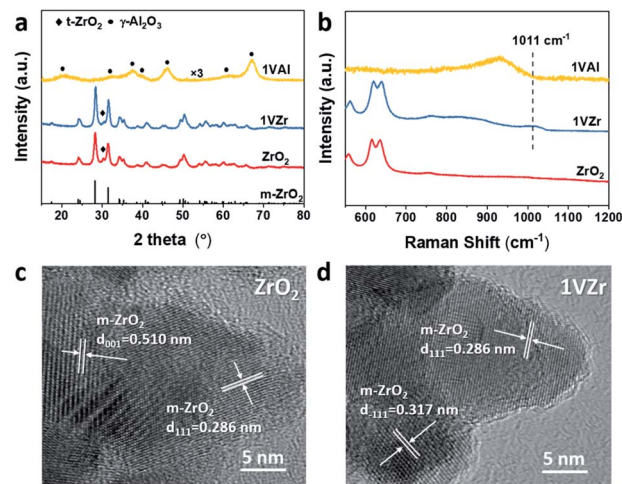 a
◆ t-ZrO₂ ● γ-Al₂O₃
Intensity (a.u.)
×3
1VAl
1VZr
ZrO₂
m-ZrO₂
20 30 40 50 60 70 80
2 theta (°)
b
1011 cm⁻¹
Intensity (a.u.)
1VAl
1VZr
ZrO₂
600 700 800 900 1000 1100 1200
Raman Shift (cm⁻¹)
c
ZrO₂
m-ZrO₂
d₀₀₁=0.510 nm
m-ZrO₂
d₁₁₁=0.286 nm
5 nm
d
1VZr
m-ZrO₂
d₁₁₁=0.286 nm
m-ZrO₂
d₋₁₁₁=0.317 nm
5 nm